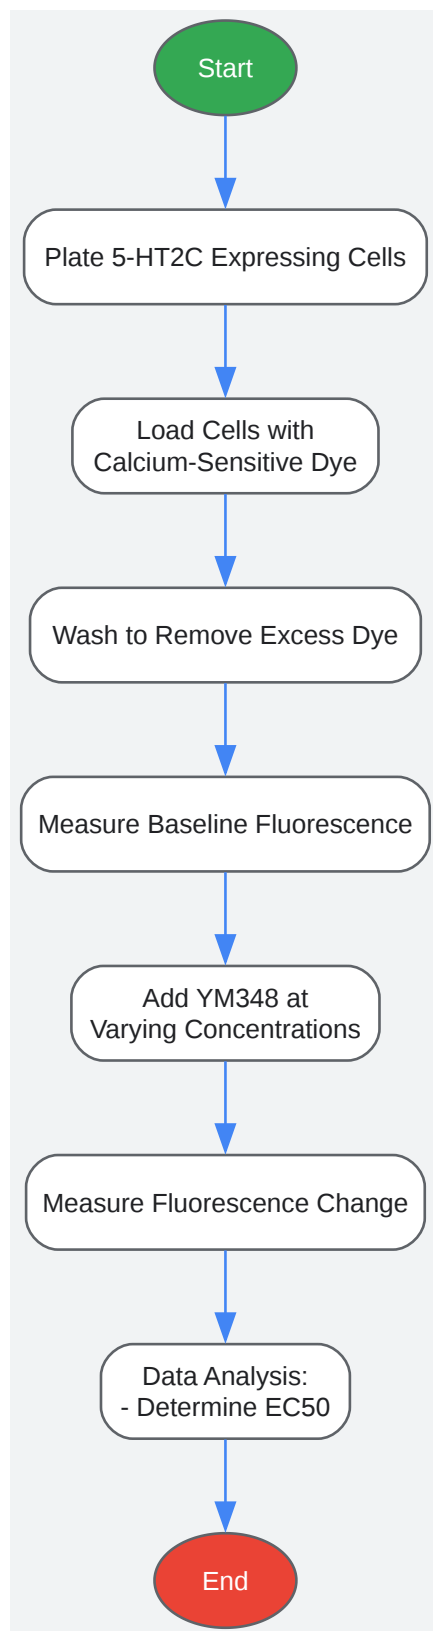 Start
Plate 5-HT2C Expressing Cells
Load Cells with
Calcium-Sensitive Dye
Wash to Remove Excess Dye
Measure Baseline Fluorescence
Add YM348 at
Varying Concentrations
Measure Fluorescence Change
Data Analysis:
- Determine EC50
End